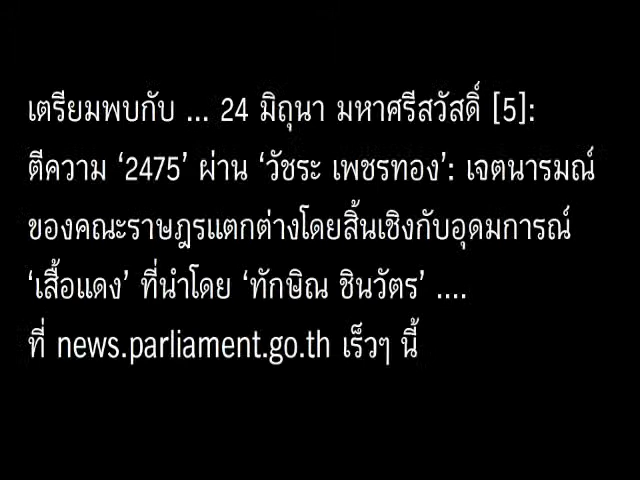 เตรียมพบกับ ... 24 มิถุนา มหาศรีสวัสดิ์ [5]:
ตีความ ‘2475’ ผ่าน ‘วัชระ เพชรทอง’: เจตนารมณ์
ของคณะราษฎรแตกต่างโดยสิ้นเชิงกับอุดมการณ์
‘เสื้อแดง’ ที่นำโดย ‘ทักษิณ ชินวัตร’ ....
ที่ news.parliament.go.th เร็วๆ นี้